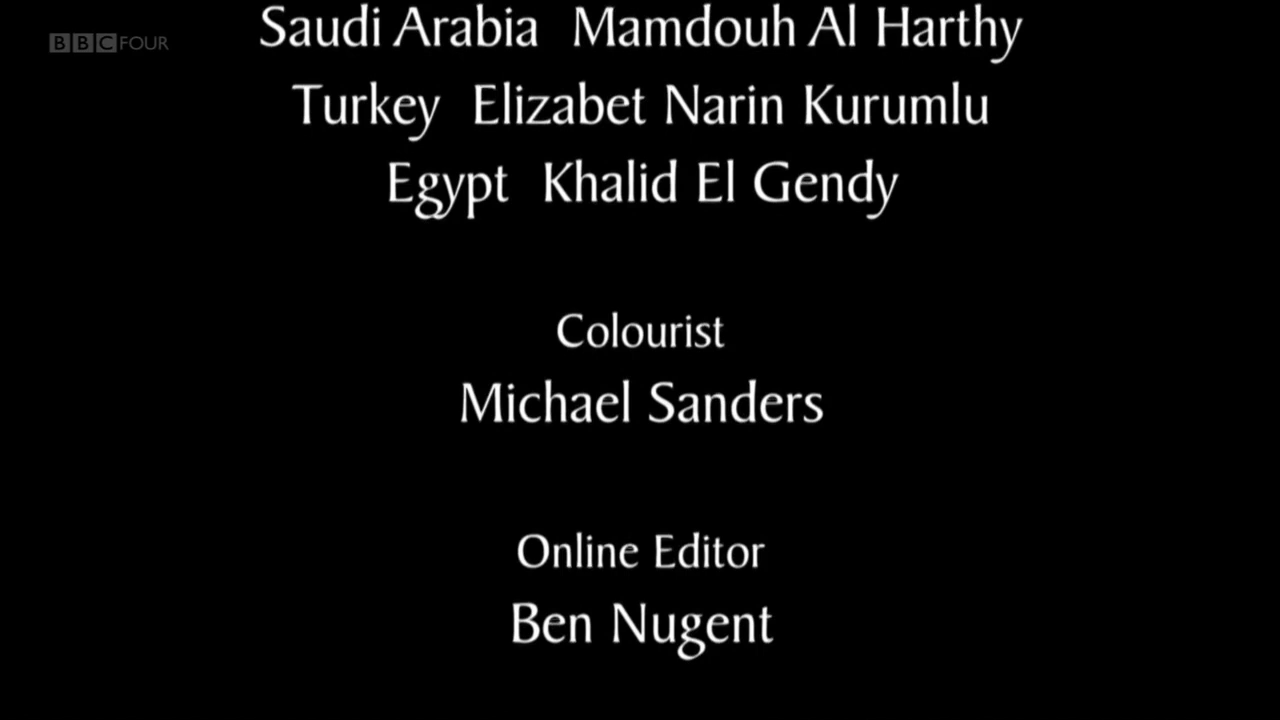 BBC FOUR
Saudi Arabia Mamdouh Al Harthy
Turkey Elizabet Narin Kurumlu
Egypt Khalid El Gendy
Colourist
Michael Sanders
Online Editor
Ben Nugent